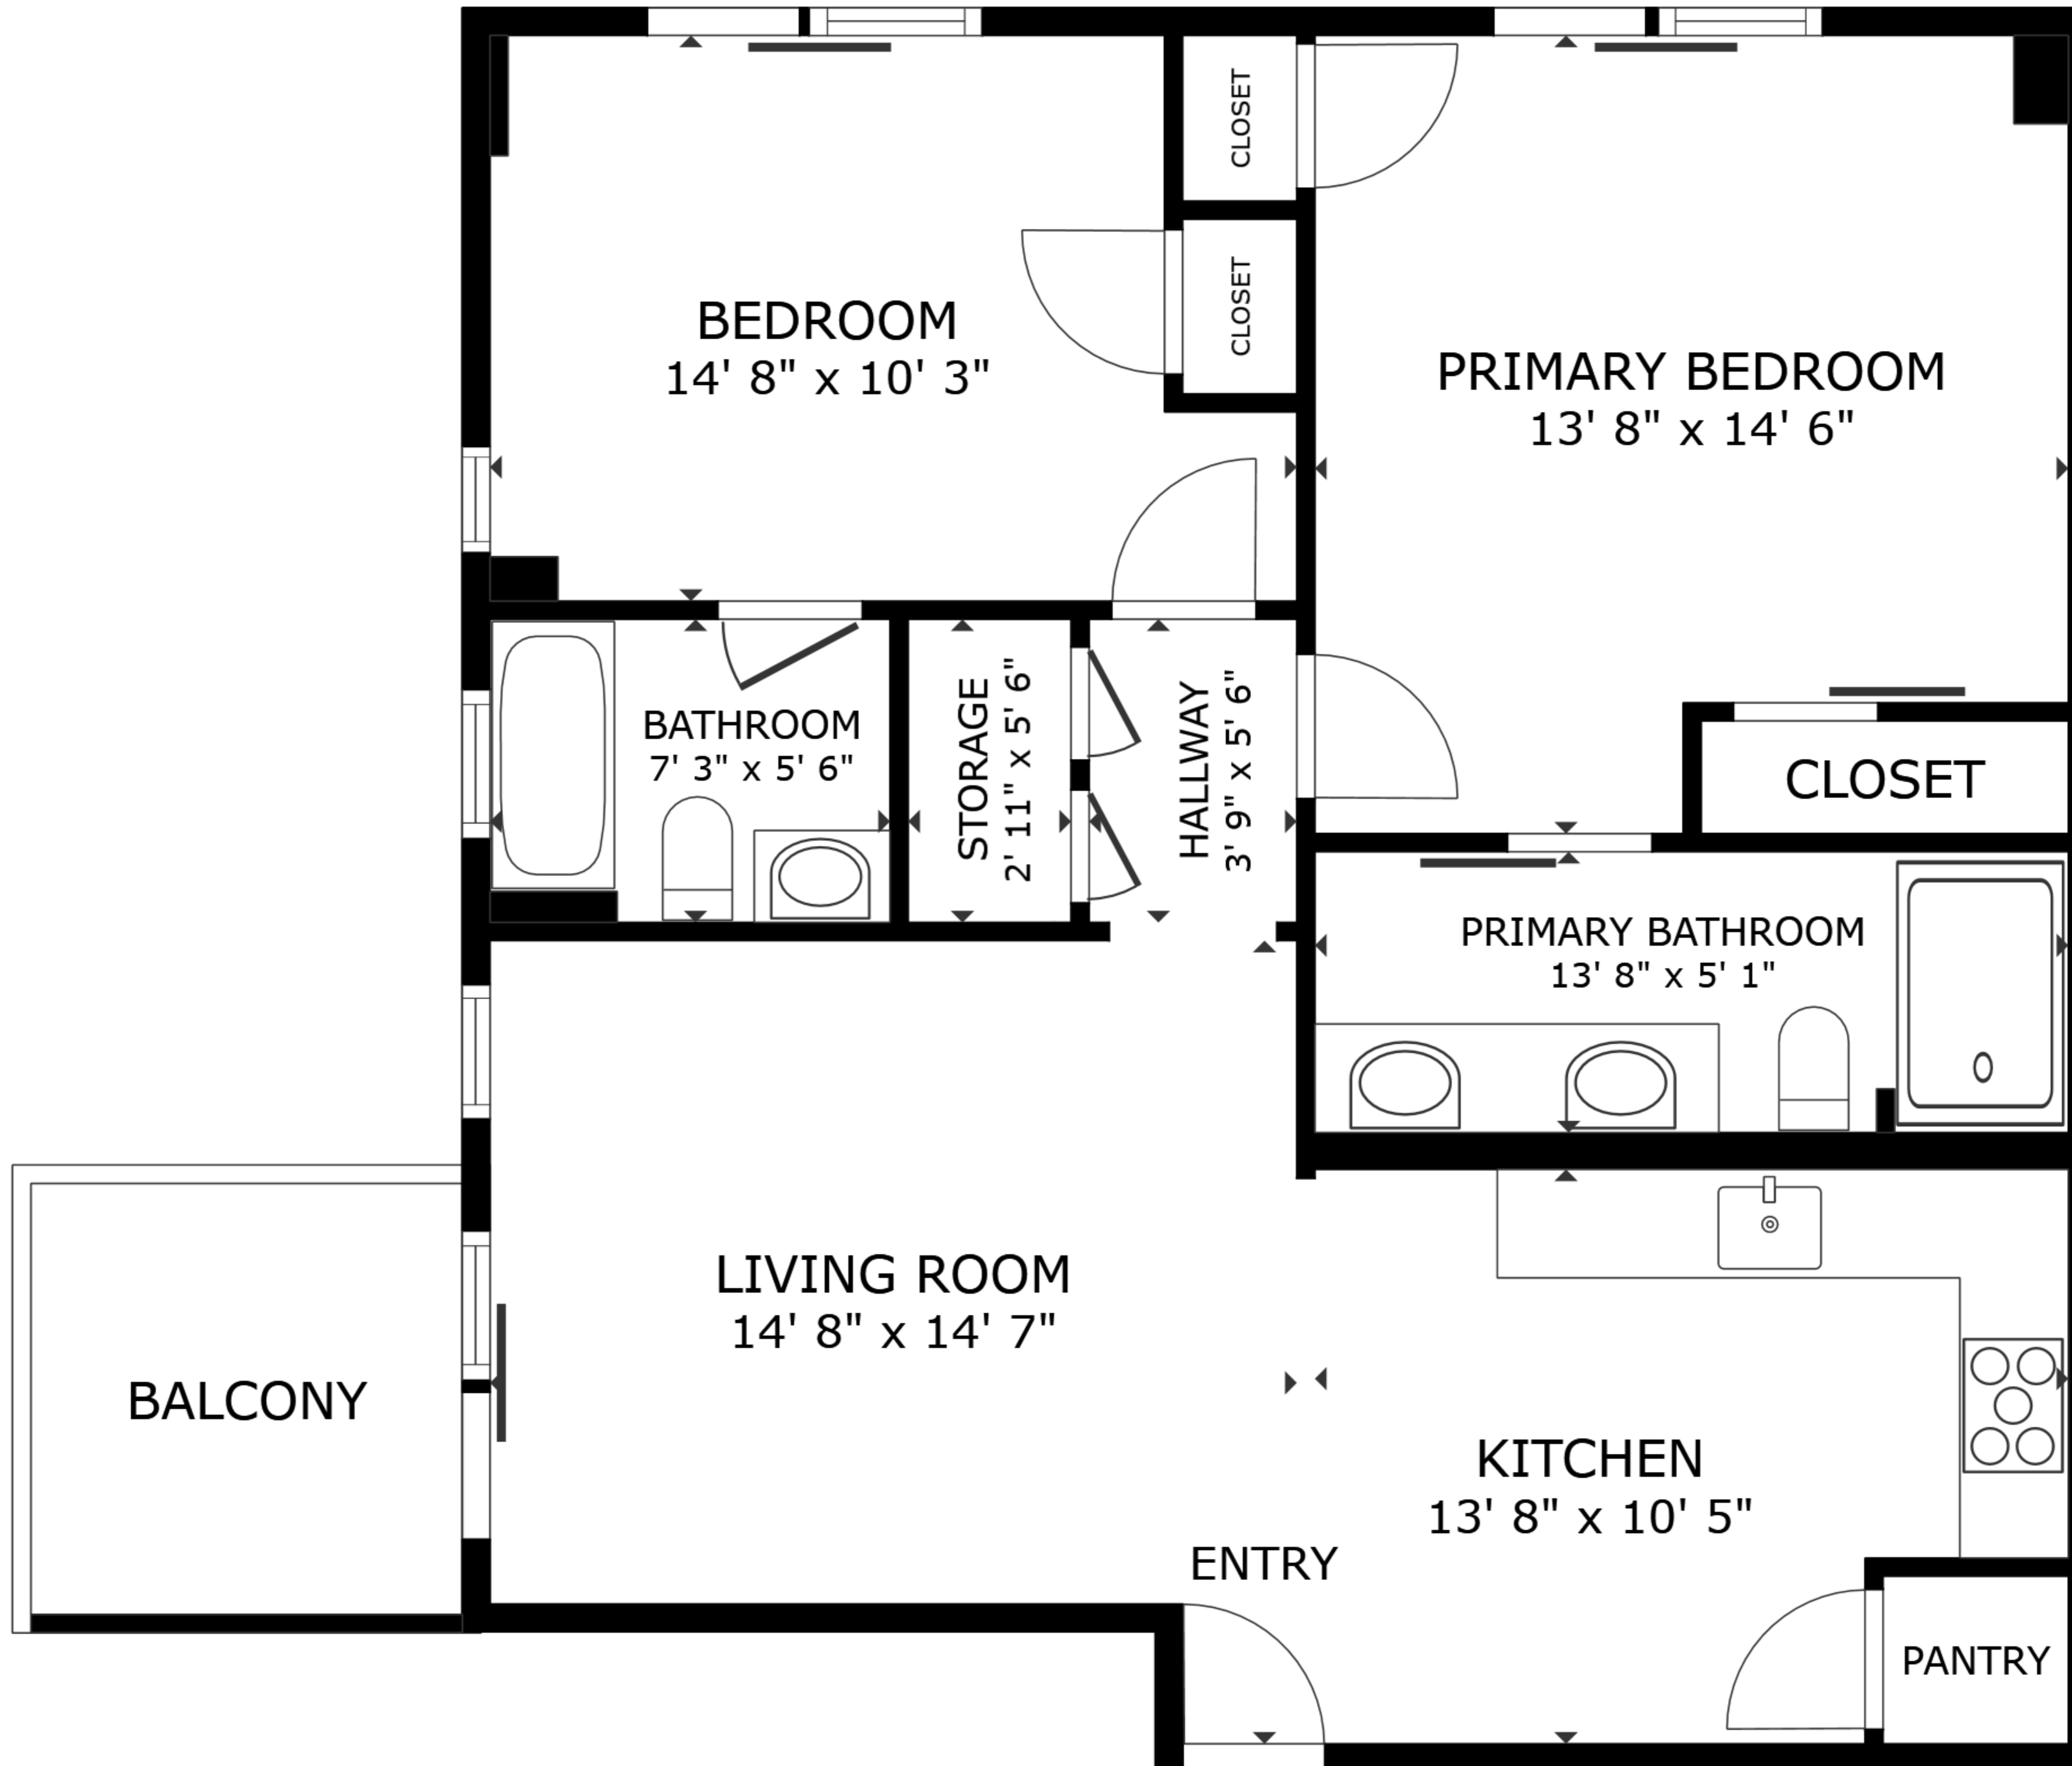 CLOSET
CLOSET
BEDROOM
14' 8" x 10' 3"
PRIMARY BEDROOM
13' 8" x 14' 6"
BATHROOM
7' 3" x 5' 6"
STORAGE
2' 11" x 5' 6"
HALLWAY
3' 9" x 5' 6"
CLOSET
PRIMARY BATHROOM
13' 8" x 5' 1"
LIVING ROOM
14' 8" x 14' 7"
BALCONY
KITCHEN
13' 8" x 10' 5"
ENTRY
PANTRY